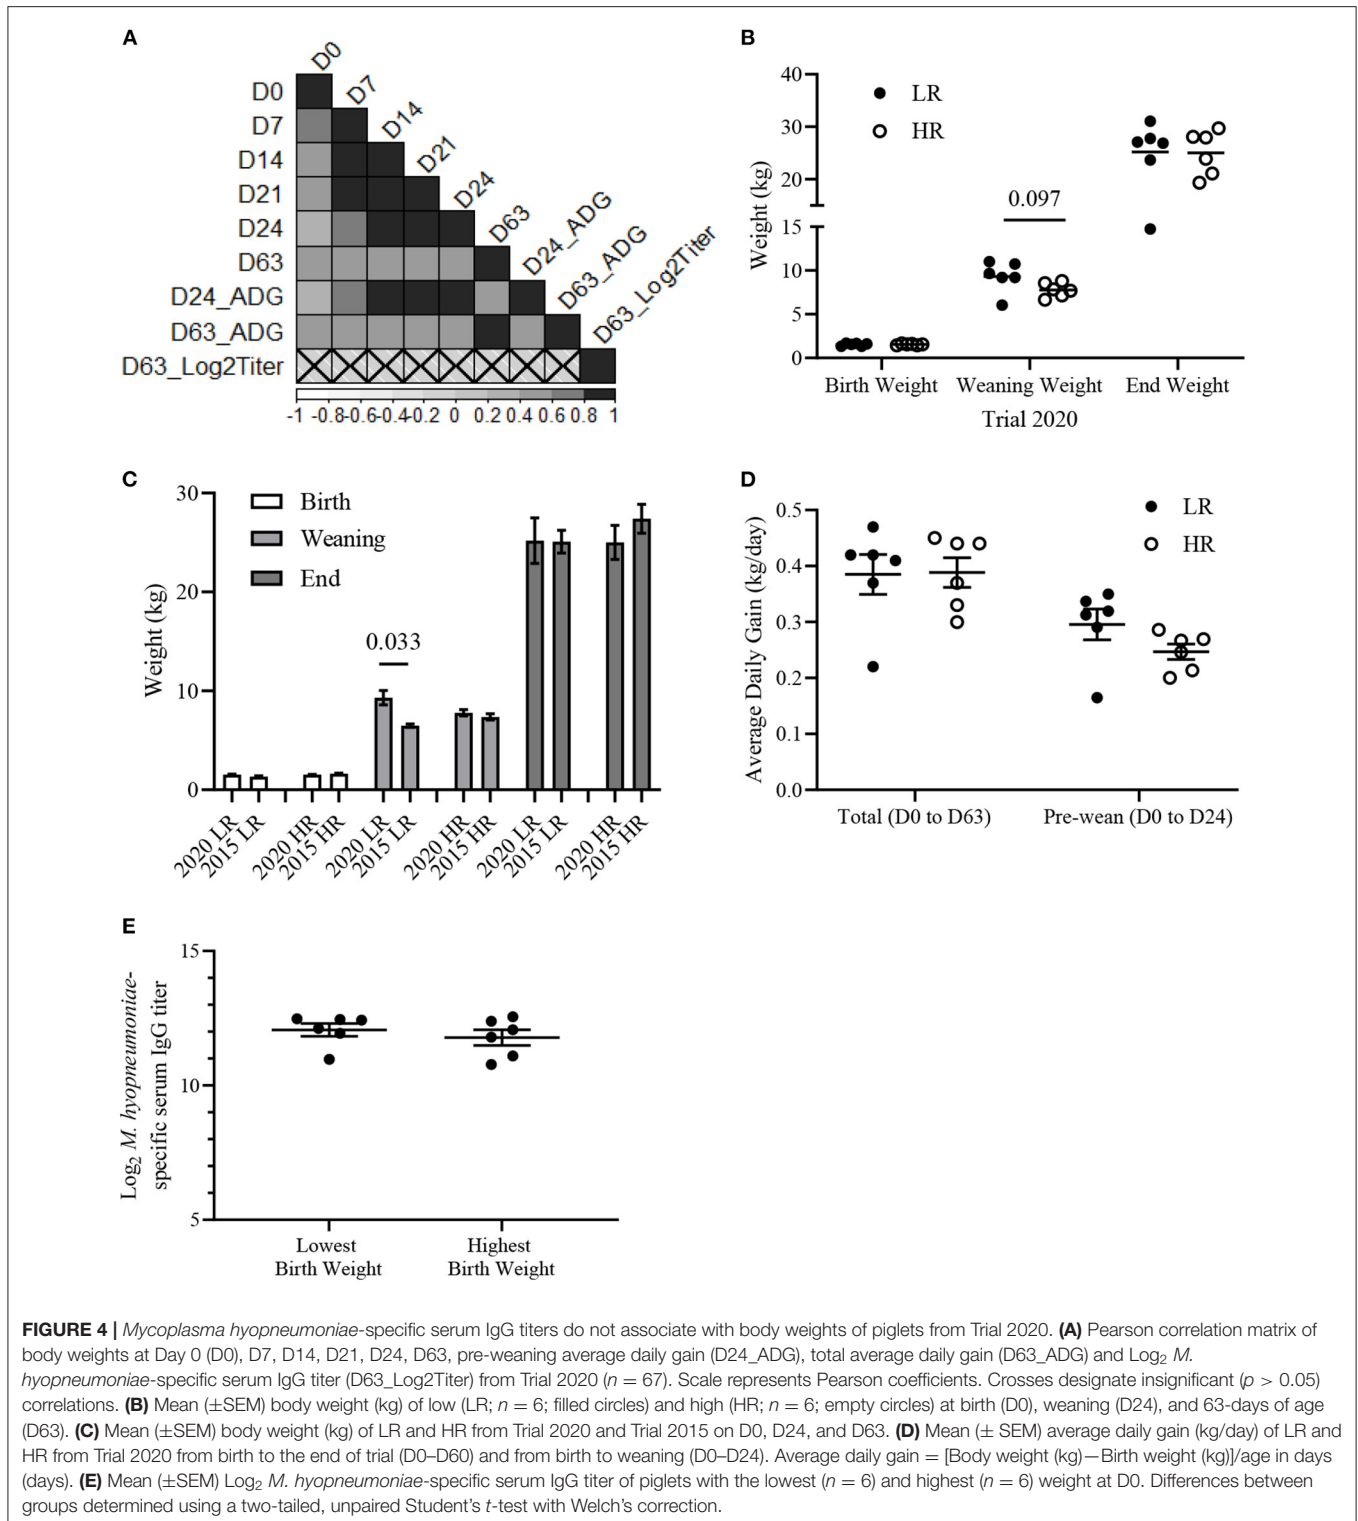 A
D0
D7
D14
D21
D24
D63
D24_ADG
D63_ADG
D63_Log2Titer
D0
D7
D14
D21
D24
D63
D24_ADG
D63_ADG
D63_Log2Titer
-1 -0.8 -0.6 -0.4 -0.2 0 0.2 0.4 0.6 0.8 1
B
LR
HR
Weight (kg)
40
30
20
15
10
5
0
0.097
Birth Weight Weaning Weight End Weight
Trial 2020
C
Birth
Weaning
End
Weight (kg)
30
20
10
0
0.033
2020 LR
2015 LR
2020 HR
2015 HR
2020 LR
2015 LR
2020 HR
2015 HR
2020 LR
2015 LR
2020 HR
2015 HR
D
LR
HR
Average Daily Gain (kg/day)
0.5
0.4
0.3
0.2
0.1
0.0
Total (D0 to D63) Pre-wean (D0 to D24)
E
Log2 M. hyopneumoniae-
specific serum IgG titer
15
10
5
Lowest
Birth Weight
Highest
Birth Weight
FIGURE 4 | Mycoplasma hyopneumoniae-specific serum IgG titers do not associate with body weights of piglets from Trial 2020. (A) Pearson correlation matrix of
body weights at Day 0 (D0), D7, D14, D21, D24, D63, pre-weaning average daily gain (D24_ADG), total average daily gain (D63_ADG) and Log2 M.
hyopneumoniae-specific serum IgG titer (D63_Log2Titer) from Trial 2020 (n = 67). Scale represents Pearson coefficients. Crosses designate insignificant (p > 0.05)
correlations. (B) Mean (±SEM) body weight (kg) of low (LR; n = 6; filled circles) and high (HR; n = 6; empty circles) at birth (D0), weaning (D24), and 63-days of age
(D63). (C) Mean (±SEM) body weight (kg) of LR and HR from Trial 2020 and Trial 2015 on D0, D24, and D63. (D) Mean (± SEM) average daily gain (kg/day) of LR and
HR from Trial 2020 from birth to the end of trial (D0–D60) and from birth to weaning (D0–D24). Average daily gain = [Body weight (kg)—Birth weight (kg)]/age in days
(days). (E) Mean (±SEM) Log2 M. hyopneumoniae-specific serum IgG titer of piglets with the lowest (n = 6) and highest (n = 6) weight at D0. Differences between
groups determined using a two-tailed, unpaired Student's t-test with Welch's correction.